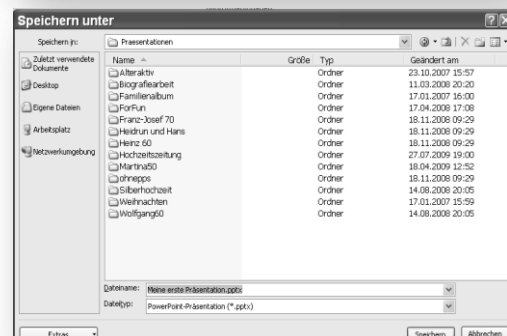 Speichern unter
Speichern in: Praesentationen
Zuletzt verwendete Dokumente
Desktop
Eigene Dateien
Arbeitsplatz
Netzwerkumgebung
Name Größe Typ Geändert am
Alteraktiv Ordner 23.10.2007 15:57
Biografiearbeit Ordner 11.03.2008 20:20
Familienalbum Ordner 17.01.2007 16:00
ForFun Ordner 17.04.2008 17:08
Franz-Josef 70 Ordner 18.11.2008 09:29
Heidrun und Hans Ordner 18.11.2008 09:29
Heinz 60 Ordner 18.11.2008 09:29
Hochzeitszeitung Ordner 27.07.2009 19:00
Martina50 Ordner 18.04.2009 12:52
ohnepps Ordner 18.11.2008 09:29
Silberhochzeit Ordner 14.08.2008 20:05
Weihnachten Ordner 17.01.2007 15:59
Wolfgang60 Ordner 14.08.2008 20:05
Dateiname: Meine erste Präsentation.pptx
Dateityp: PowerPoint-Präsentation (*.pptx)
Extras Speichern Abbrechen